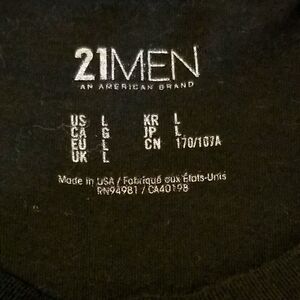 21MEN
AN AMERICAN BRAND
US L KR L
CA G JP L
EU L CN 170/107A
UK L
Made in USA / Fabriqué aux États-Unis
RN94981 / CA40198